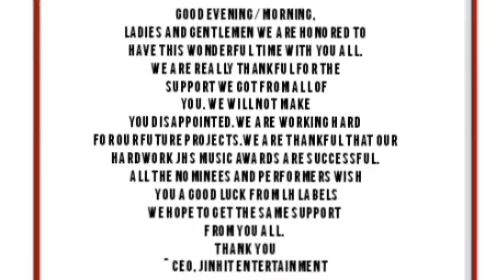 GOOD EVENING/ MORNING.
LADIES AND GENTLEMEN WE ARE HONORED TO
HAVE THIS WONDERFUL TIME WITH YOU ALL.
WE ARE REALLY THANKFUL FOR THE
SUPPORT WE GOT FROM ALL OF
YOU. WE WILL NOT MAKE
YOU DISAPPOINTED. WE ARE WORKING HARD
FOR OUR FUTURE PROJECTS. WE ARE THANKFUL THAT OUR
HARDWORK JHS MUSIC AWARDS ARE SUCCESSFUL.
ALL THE NOMINEES AND PERFORMERS WISH
YOU A GOOD LUCK FROM LH LABELS
WE HOPE TO GET THE SAME SUPPORT
FROM YOU ALL.
THANK YOU
~ CEO, JINHIT ENTERTAINMENT